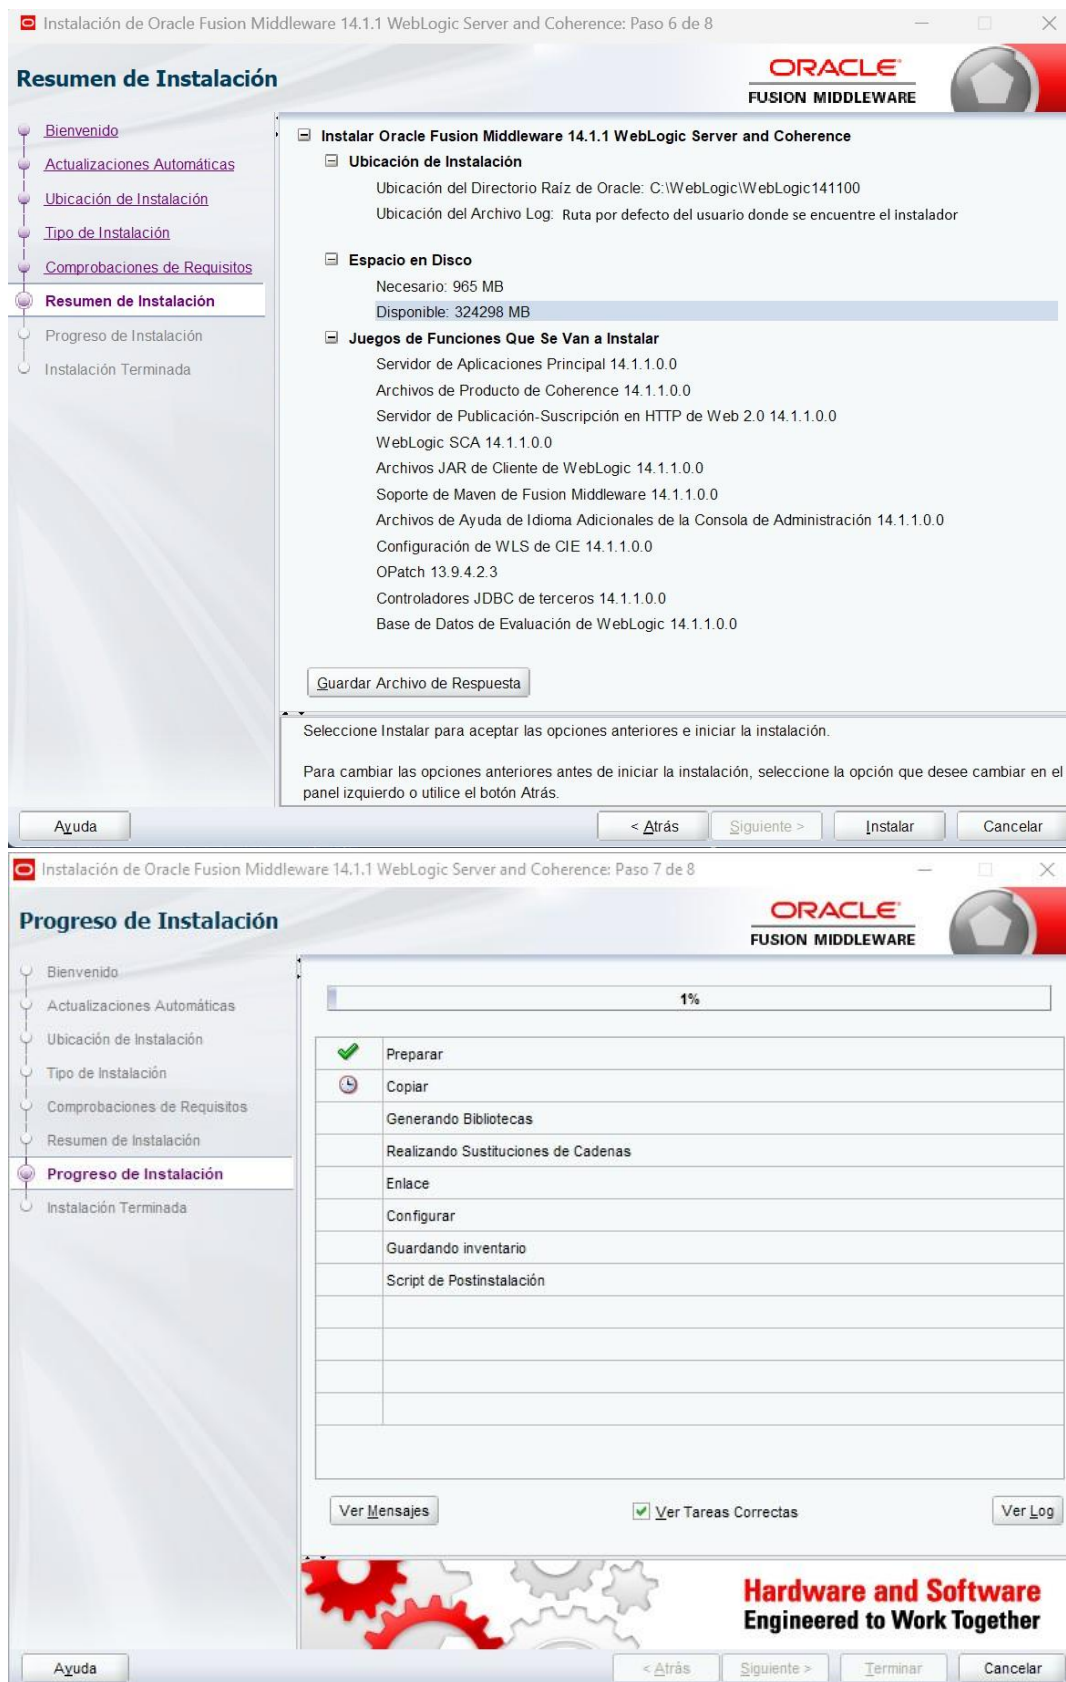 Instalación de Oracle Fusion Middleware 14.1.1 WebLogic Server and Coherence: Paso 6 de 8
Resumen de Instalación
ORACLE
FUSION MIDDLEWARE
Bienvenido
Actualizaciones Automáticas
Ubicación de Instalación
Tipo de Instalación
Comprobaciones de Requisitos
Resumen de Instalación
Progreso de Instalación
Instalación Terminada
Instalar Oracle Fusion Middleware 14.1.1 WebLogic Server and Coherence
Ubicación de Instalación
Ubicación del Directorio Raíz de Oracle: C:\WebLogic\WebLogic141100
Ubicación del Archivo Log: Ruta por defecto del usuario donde se encuentre el instalador
Espacio en Disco
Necesario: 965 MB
Disponible: 324298 MB
Juegos de Funciones Que Se Van a Instalar
Servidor de Aplicaciones Principal 14.1.1.0.0
Archivos de Producto de Coherence 14.1.1.0.0
Servidor de Publicación-Suscripción en HTTP de Web 2.0 14.1.1.0.0
WebLogic SCA 14.1.1.0.0
Archivos JAR de Cliente de WebLogic 14.1.1.0.0
Soporte de Maven de Fusion Middleware 14.1.1.0.0
Archivos de Ayuda de Idioma Adicionales de la Consola de Administración 14.1.1.0.0
Configuración de WLS de CIE 14.1.1.0.0
OPatch 13.9.4.2.3
Controladores JDBC de terceros 14.1.1.0.0
Base de Datos de Evaluación de WebLogic 14.1.1.0.0
Guardar Archivo de Respuesta
Seleccione Instalar para aceptar las opciones anteriores e iniciar la instalación.
Para cambiar las opciones anteriores antes de iniciar la instalación, seleccione la opción que desee cambiar en el
panel izquierdo o utilice el botón Atrás.
Ayuda
< Atrás
Siguiente >
Instalar
Cancelar
Instalación de Oracle Fusion Middleware 14.1.1 WebLogic Server and Coherence: Paso 7 de 8
Progreso de Instalación
ORACLE
FUSION MIDDLEWARE
Bienvenido
Actualizaciones Automáticas
Ubicación de Instalación
Tipo de Instalación
Comprobaciones de Requisitos
Resumen de Instalación
Progreso de Instalación
Instalación Terminada
1%
Preparar
Copiar
Generando Bibliotecas
Realizando Sustituciones de Cadenas
Enlace
Configurar
Guardando inventario
Script de Postinstalación
Ver Mensajes
Ver Tareas Correctas
Ver Log
Hardware and Software
Engineered to Work Together
Ayuda
< Atrás
Siguiente >
Terminar
Cancelar